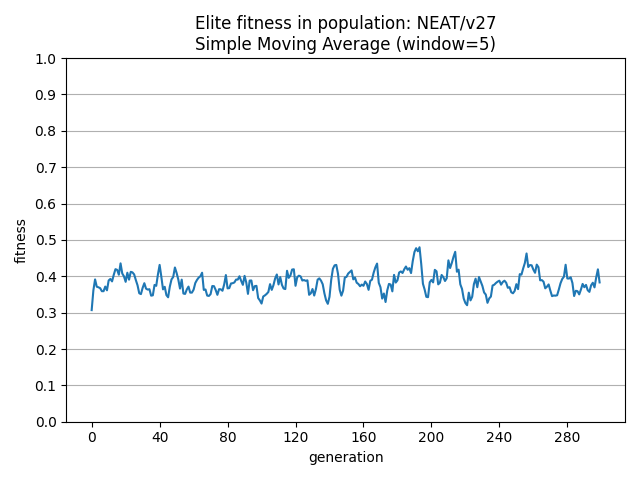 Elite fitness in population: NEAT/v27
Simple Moving Average (window=5)
1.0
0.9
0.8
0.7
0.6
0.5
0.4
0.3
0.2
0.1
0.0
fitness
0 40 80 120 160 200 240 280
generation